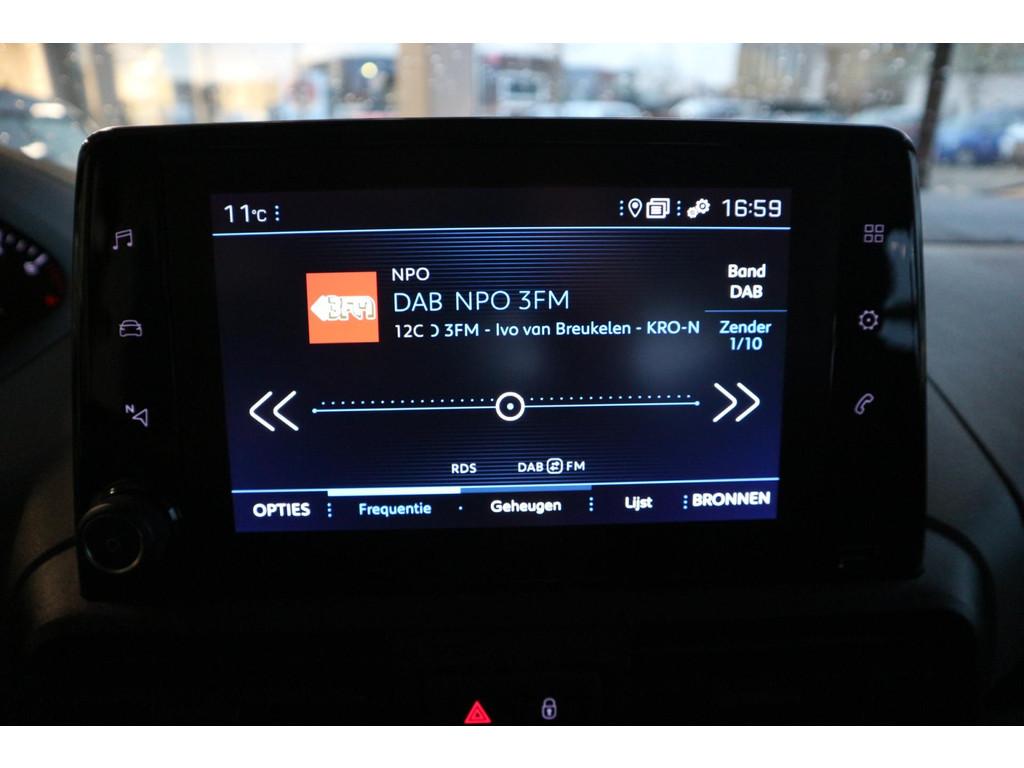 11°C
16:59
NPO
DAB NPO 3FM
12C
3FM - Ivo van Breukelen - KRO-N
Band
DAB
Zender
1/10
3FM
N
RDS
DAB FM
OPTIES
Frequentie
Geheugen
Lijst
BRONNEN